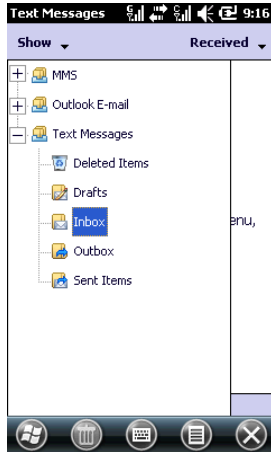 Text Messages 9:16
Show Received
MMS
Outlook E-mail
Text Messages
Deleted Items
Drafts
Inbox
enu,
Outbox
Sent Items